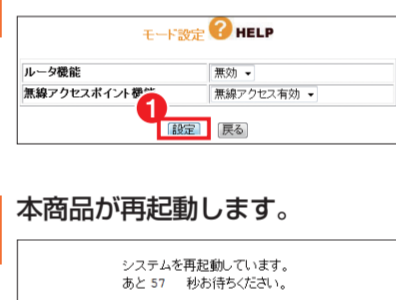 モード設定 ? HELP
ルータ機能 無効
無線アクセスポイント機能 無線アクセス有効
1
設定 戻る
本商品が再起動します。
システムを再起動しています。
あと 57 秒お待ちください。